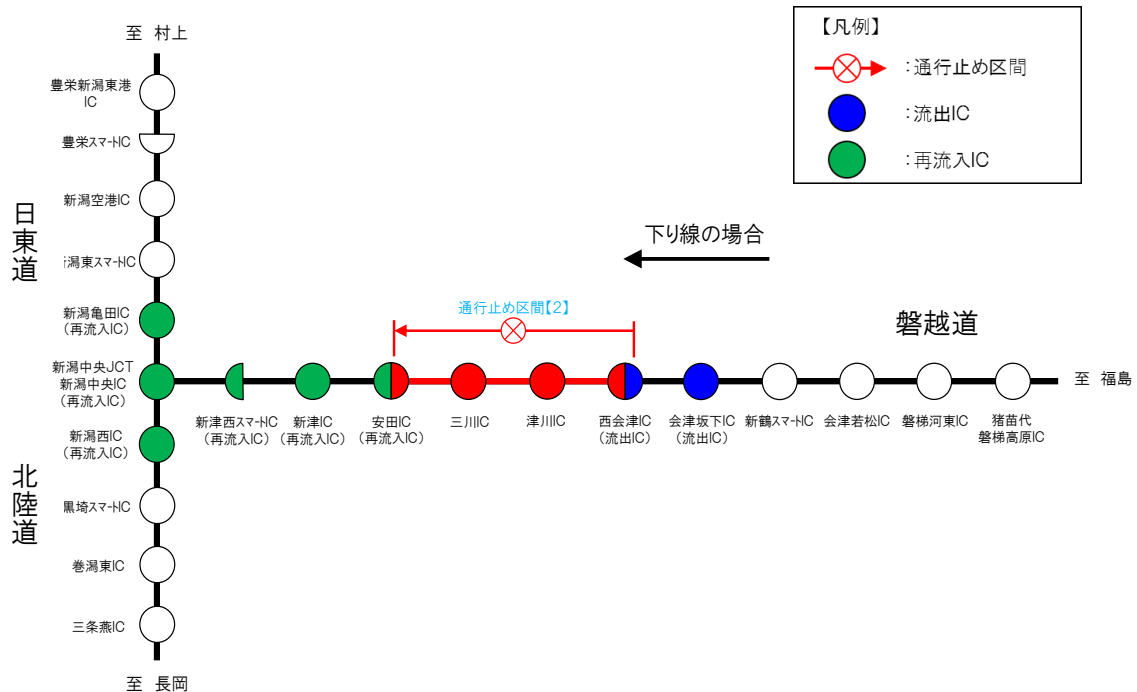 至 村上
豊栄新潟東港
IC
豊栄スマートIC
新潟空港IC
潟東スマートIC
新潟亀田IC
(再流入IC)
新潟中央JCT
新潟中央IC
(再流入IC)
新潟西IC
(再流入IC)
黒埼スマートIC
巻潟東IC
三条燕IC
至 長岡
日東道
北陸道
【凡例】
:通行止め区間
:流出IC
:再流入IC
下り線の場合
通行止め区間【2】
磐越道
至 福島
新津西スマートIC
(再流入IC)
新津IC
(再流入IC)
安田IC
(再流入IC)
三川IC
津川IC
西会津IC
(流出IC)
会津坂下IC
(流出IC)
新鶴スマートIC
会津若松IC
磐梯河東IC
猪苗代
磐梯高原IC